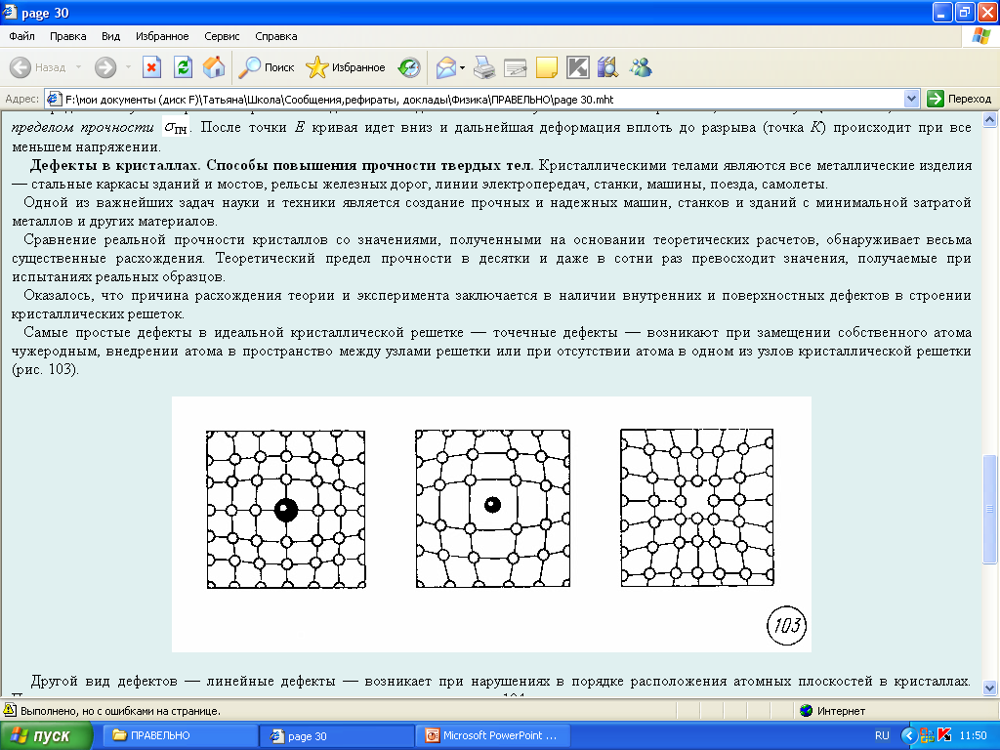 page 30
Файл Правка Вид Избранное Сервис Справка
Назад Поиск Избранное
Адрес: F:\мои документы (диск F)\Татьяна\Школа\Сообщения,рефираты, доклады\Физика\ПРАВЕЛЬНО\page 30.mht Переход
пределом прочности σпч. После точки E кривая идет вниз и дальнейшая деформация вплоть до разрыва (точка K) происходит при все
меньшем напряжении.
Дефекты в кристаллах. Способы повышения прочности твердых тел. Кристаллическими телами являются все металлические изделия
— стальные каркасы зданий и мостов, рельсы железных дорог, линии электропередач, станки, машины, поезда, самолеты.
Одной из важнейших задач науки и техники является создание прочных и надежных машин, станков и зданий с минимальной затратой
металлов и других материалов.
Сравнение реальной прочности кристаллов со значениями, полученными на основании теоретических расчетов, обнаруживает весьма
существенные расхождения. Теоретический предел прочности в десятки и даже в сотни раз превосходит значения, получаемые при
испытаниях реальных образцов.
Оказалось, что причина расхождения теории и эксперимента заключается в наличии внутренних и поверхностных дефектов в строении
кристаллических решеток.
Самые простые дефекты в идеальной кристаллической решетке — точечные дефекты — возникают при замещении собственного атома
чужеродным, внедрении атома в пространство между узлами решетки или при отсутствии атома в одном из узлов кристаллической решетки
(рис. 103).
103
Другой вид дефектов — линейные дефекты — возникает при нарушениях в порядке расположения атомных плоскостей в кристаллах.
Выполнено, но с ошибками на странице. Интернет
пуск ПРАВЕЛЬНО page 30 Microsoft PowerPoint ... RU 11:50